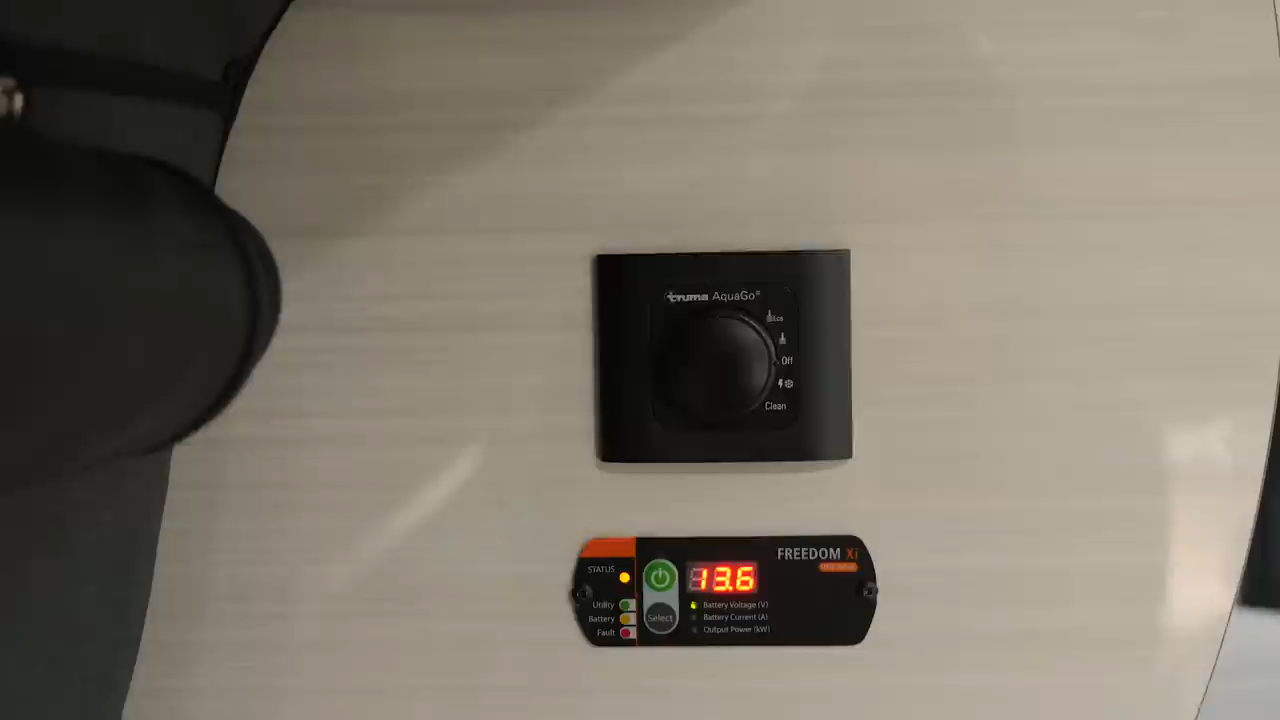 truma AquaGo®
Eco
Off
Clean
FREEDOM Xi
STATUS
13.6
Utility
Battery
Fault
Select
Battery Voltage (V)
Battery Current (A)
Output Power (kW)